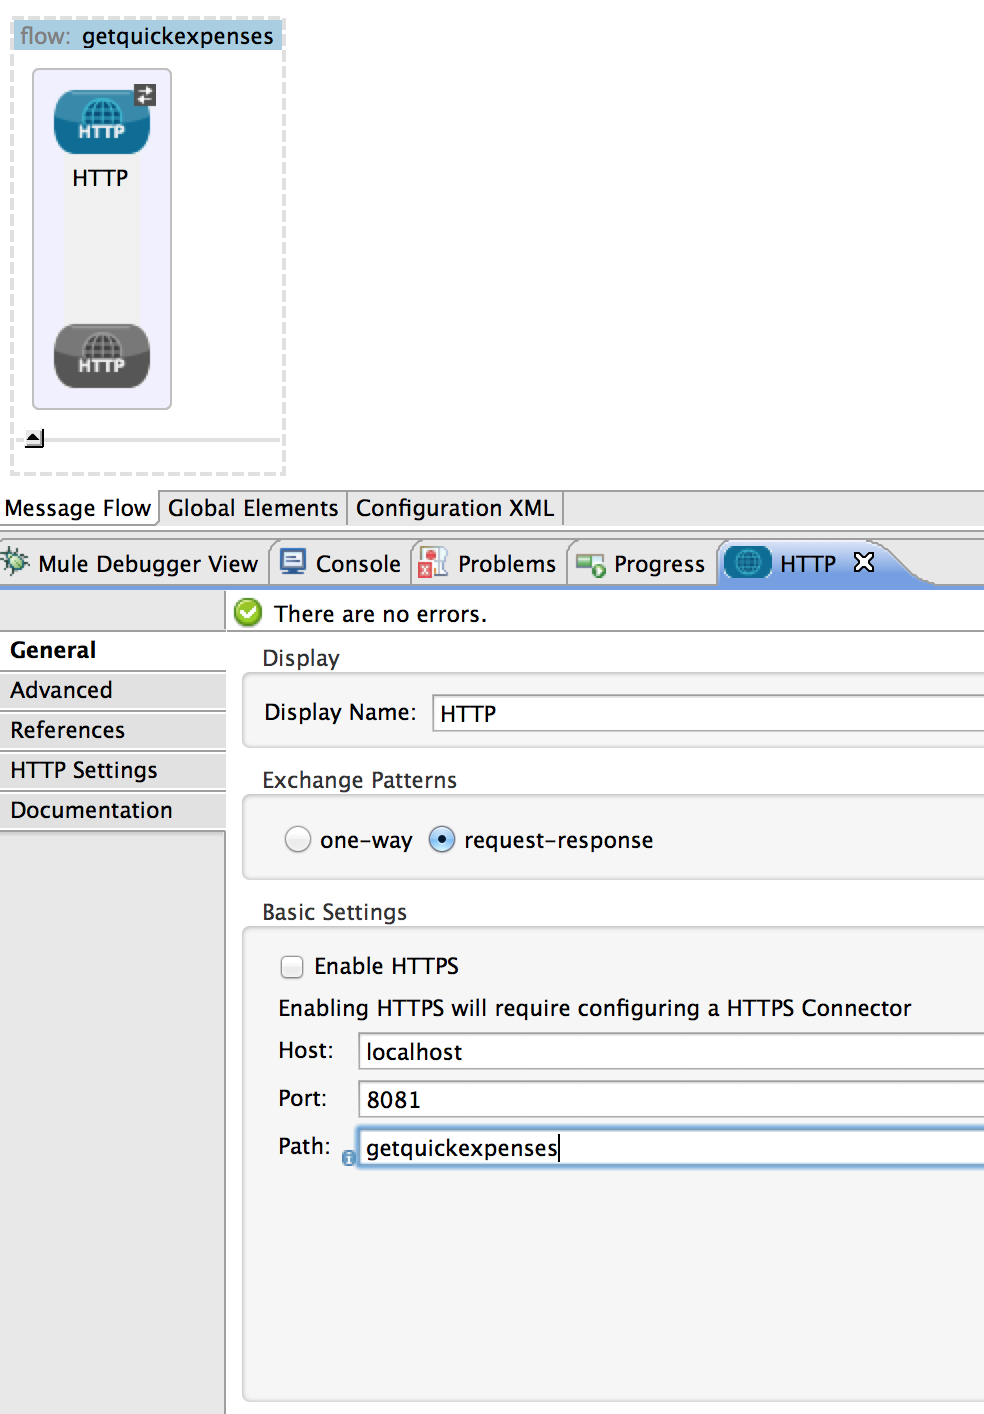 flow: getquickexpenses
HTTP
HTTP
HTTP
Message Flow Global Elements Configuration XML
Mule Debugger View Console Problems Progress HTTP
There are no errors.
General
Display
Advanced
Display Name: HTTP
References
HTTP Settings
Exchange Patterns
Documentation
one-way request-response
Basic Settings
Enable HTTPS
Enabling HTTPS will require configuring a HTTPS Connector
Host: localhost
Port: 8081
Path: getquickexpenses